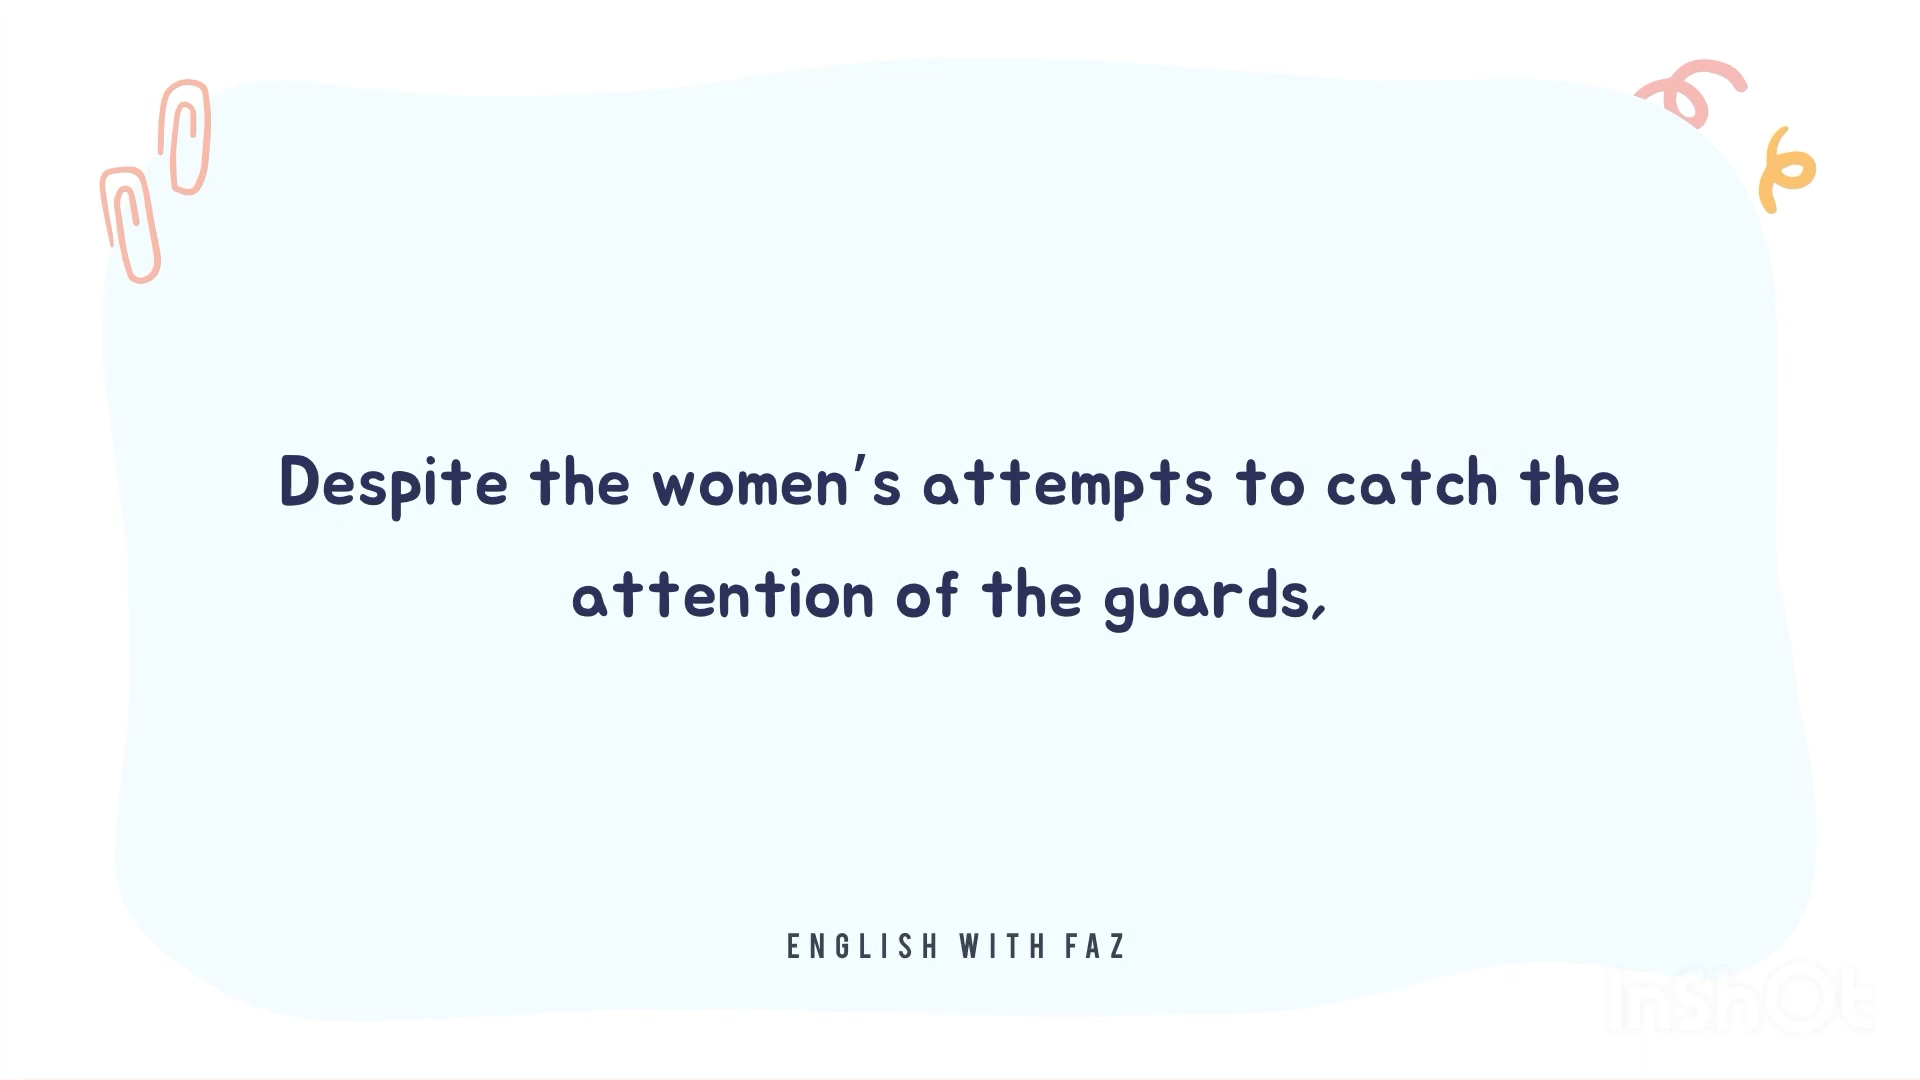 Despite the women's attempts to catch the
attention of the guards,
ENGLISH WITH FAZ
InShOt